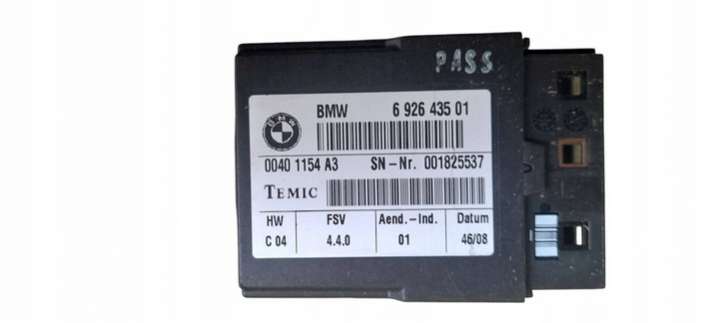 PASS
BMW 6 926 435 01
BMW
0040 1154 A3 SN-Nr. 001825537
TEMIC
HW FSV Aend.-Ind. Datum
C 04 4.4.0 01 46/08